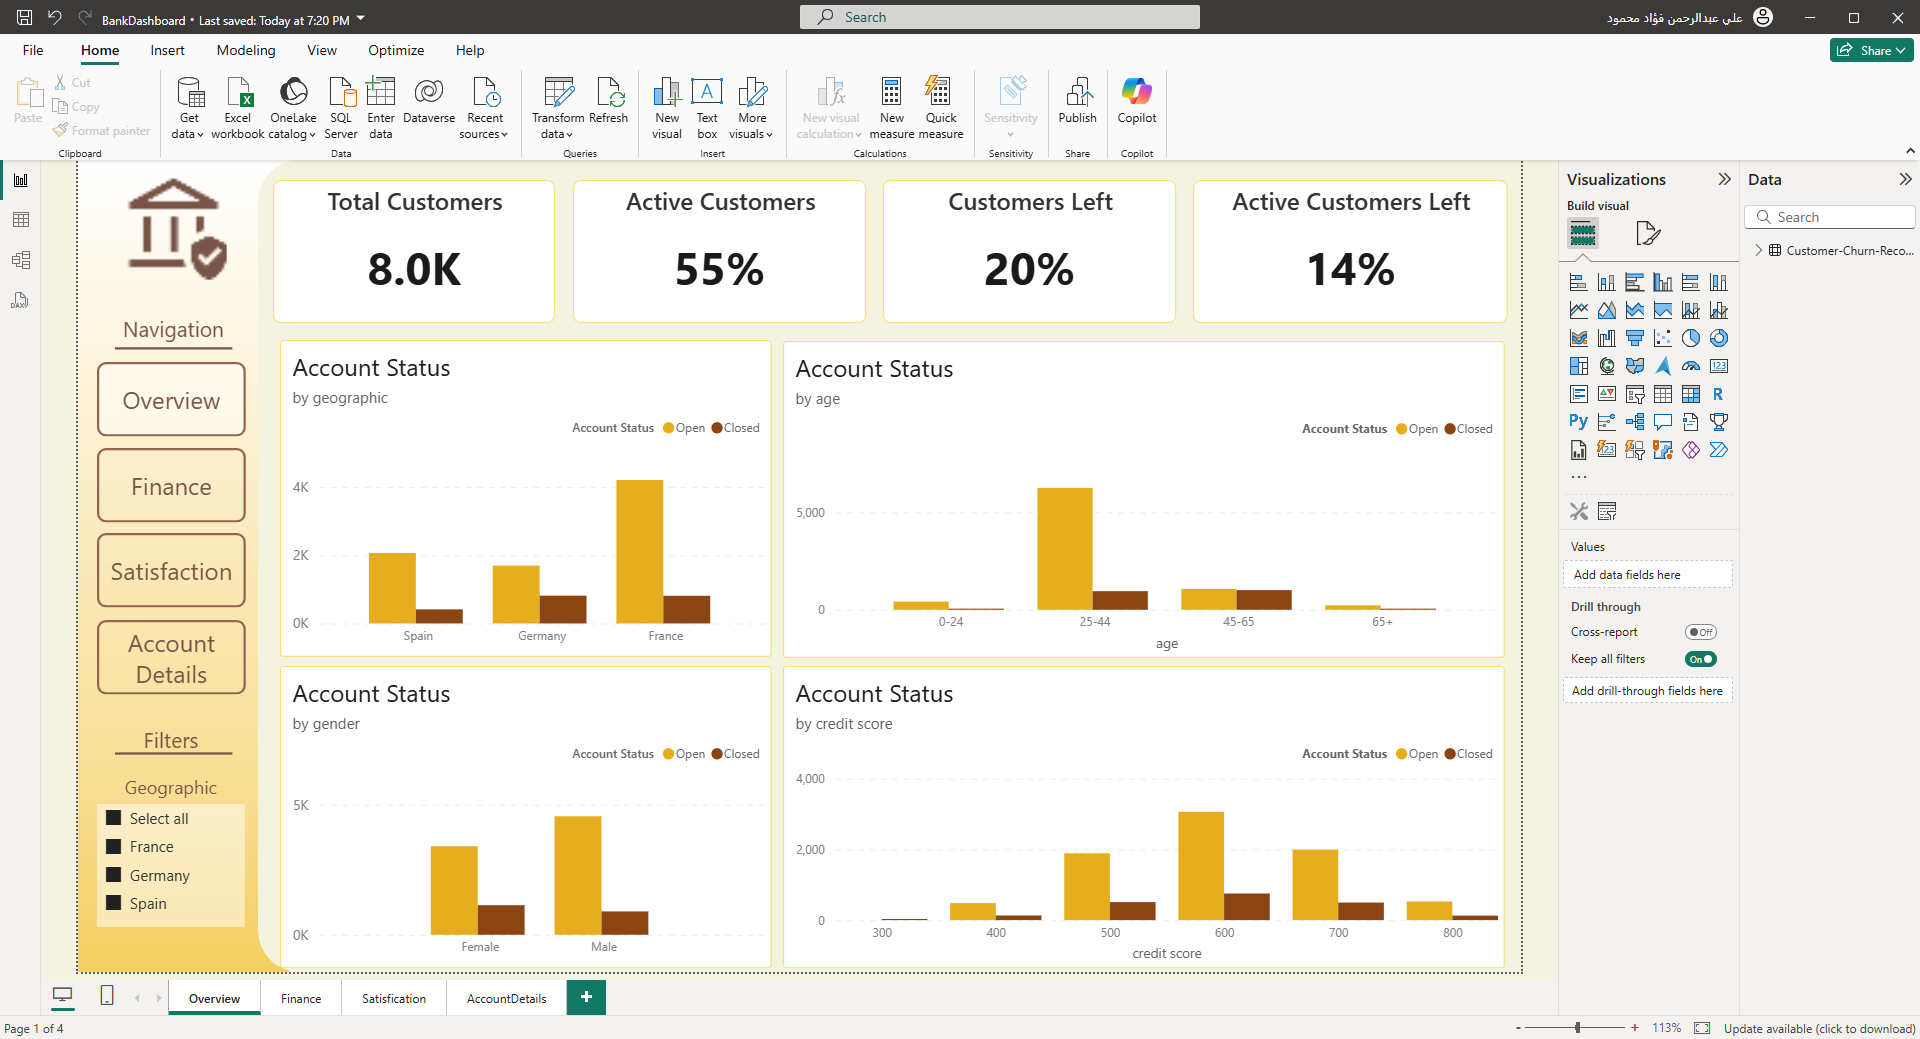 BankDashboard • Last saved: Today at 7:20 PM
Search
علي عبدالرحمن فؤاد محمود
File Home Insert Modeling View Optimize Help
Share
Paste
Cut
Copy
Format painter
Clipboard
Get data
Excel workbook
OneLake catalog
SQL Server
Enter data
Dataverse
Recent sources
Data
Transform data
Refresh
Queries
New visual
Text box
More visuals
Insert
New visual calculation
New measure
Quick measure
Calculations
Sensitivity
Sensitivity
Publish
Share
Copilot
Copilot
Navigation
Overview
Finance
Satisfaction
Account
Details
Filters
Geographic
Select all
France
Germany
Spain
Total Customers
8.0K
Active Customers
55%
Customers Left
20%
Active Customers Left
14%
Account Status
by geographic
Account Status Open Closed
4K
2K
0K
Spain Germany France
Account Status
by age
Account Status Open Closed
5,000
0
0-24 25-44 45-65 65+
age
Account Status
by gender
Account Status Open Closed
5K
0K
Female Male
Account Status
by credit score
Account Status Open Closed
4,000
2,000
0
300 400 500 600 700 800
credit score
Visualizations
Build visual
123
R
Py
123
...
Values
Add data fields here
Drill through
Cross-report Off
Keep all filters On
Add drill-through fields here
Data
Search
Customer-Churn-Reco...
DAX
Overview Finance Satisfication AccountDetails +
Page 1 of 4
- + 113%
Update available (click to download)